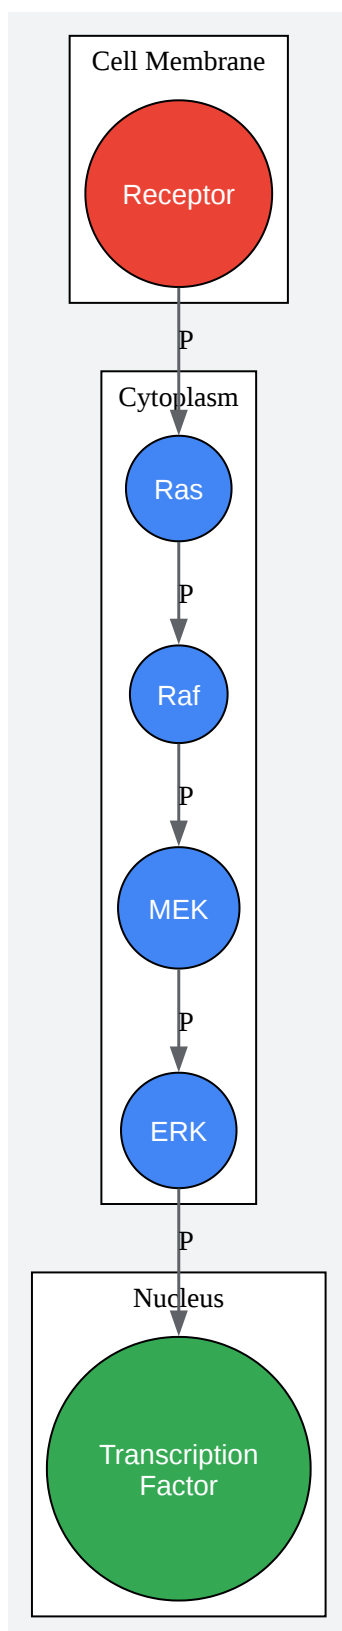 Cell Membrane
Receptor
P
Cytoplasm
Ras
P
Raf
P
MEK
P
ERK
P
Nucleus
Transcription
Factor